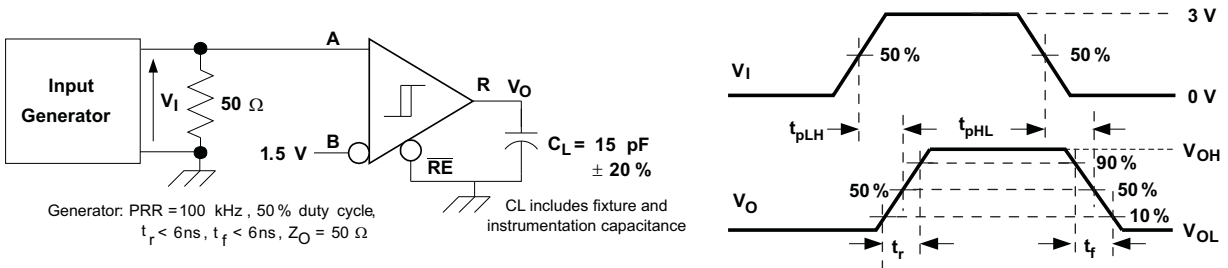 Input
Generator
V_I
50 Ω
A
B
1.5 V
R
V_O
RE
C_L = 15 pF
± 20 %
Generator: PRR = 100 kHz, 50% duty cycle,
t_r < 6ns, t_f < 6ns, Z_O = 50 Ω
CL includes fixture and
instrumentation capacitance
3 V
50 %
50 %
V_I
0 V
t_pLH
t_pHL
V_OH
90 %
50 %
50 %
V_O
10 %
V_OL
t_r
t_f